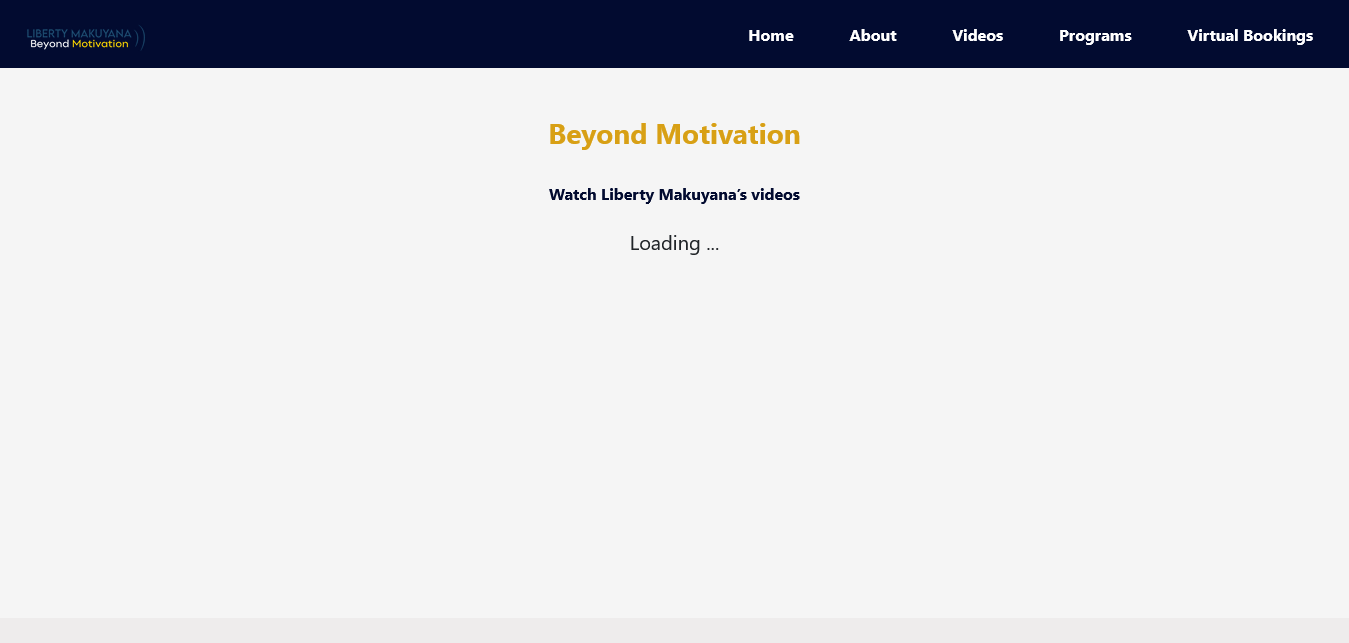 LIBERTY MAKUYANA
Beyond Motivation
Home About Videos Programs Virtual Bookings
Beyond Motivation
Watch Liberty Makuyana's videos
Loading ...